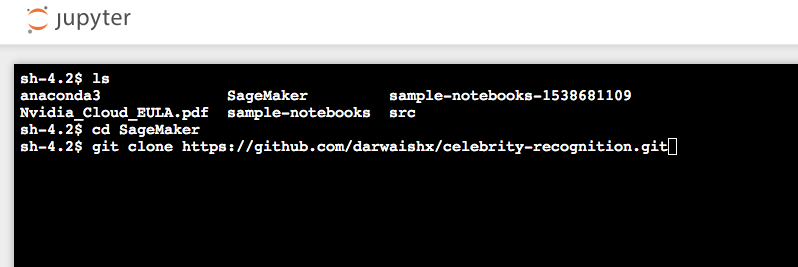 jupyter
sh-4.2$ ls
anaconda3 SageMaker sample-notebooks-1538681109
Nvidia_Cloud_EULA.pdf sample-notebooks src
sh-4.2$ cd SageMaker
sh-4.2$ git clone https://github.com/darwaishx/celebrity-recognition.git